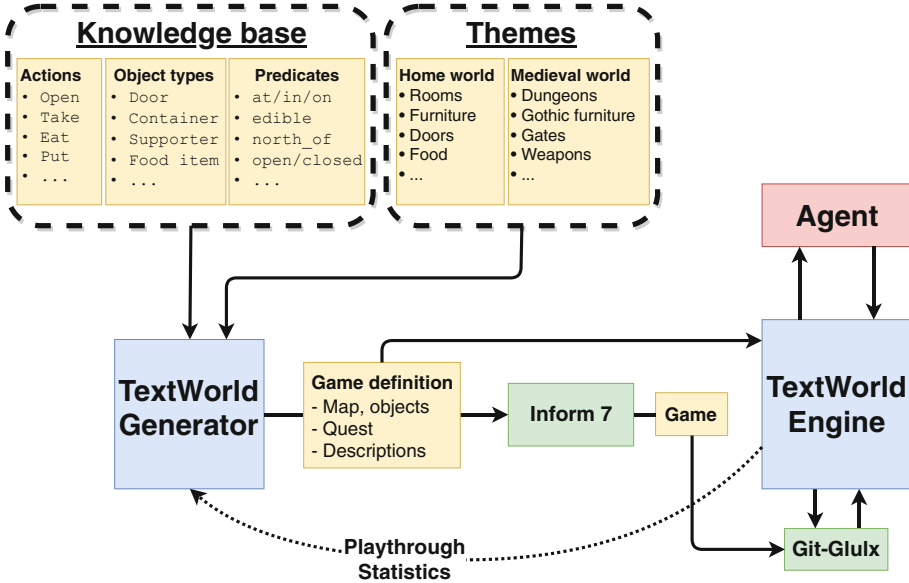 Knowledge base
Actions
• Open
• Take
• Eat
• Put
• ...
Object types
• Door
• Container
• Supporter
• Food item
• ...
Predicates
• at/in/on
• edible
• north_of
• open/closed
• ...
Themes
Home world
• Rooms
• Furniture
• Doors
• Food
• ...
Medieval world
• Dungeons
• Gothic furniture
• Gates
• Weapons
• ...
Agent
TextWorld
Generator
Game definition
- Map, objects
- Quest
- Descriptions
Inform 7
Game
TextWorld
Engine
Playthrough
Statistics
Git-Glulx